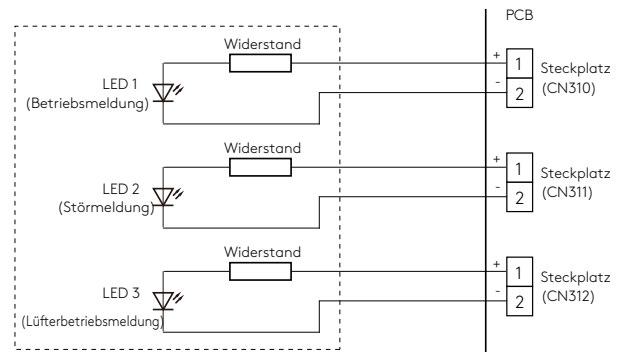 PCB
Widerstand
+
1
Steckplatz
(CN310)
-
2
LED 1
(Betriebsmeldung)
Widerstand
+
1
Steckplatz
(CN311)
-
2
LED 2
(Störmeldung)
Widerstand
+
1
Steckplatz
(CN312)
-
2
LED 3
(Lüfterbetriebsmeldung)